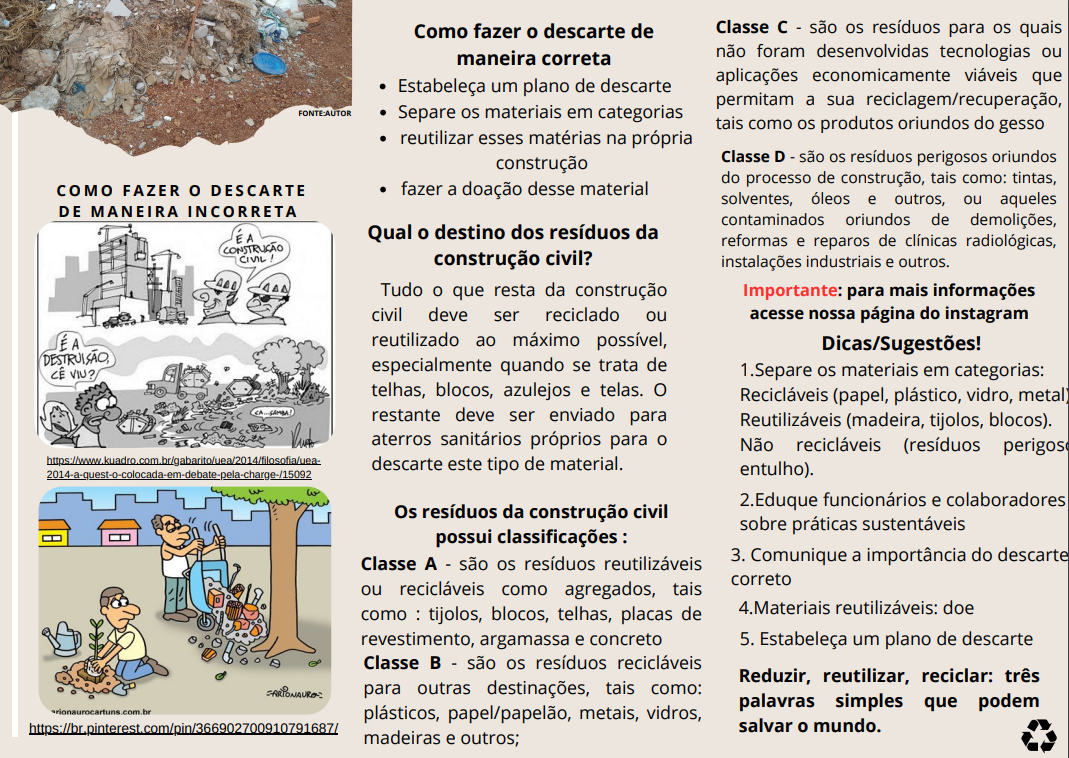 FONTE:AUTOR
COMO FAZER O DESCARTE
DE MANEIRA INCORRETA
É A
CONSTRUÇÃO
CIVIL!
É A
DESTRUIÇÃO,
CÊ VIU?
CA...SAMBA!
https://www.kuadro.com.br/gabarito/uea/2014/filosofia/uea-
2014-a-quest-o-colocada-em-debate-pela-charge-/15092
ARIONAURO
arionaurocartuns.com.br
https://br.pinterest.com/pin/366902700910791687/
Como fazer o descarte de
maneira correta
• Estabeleça um plano de descarte
• Separe os materiais em categorias
• reutilizar esses matérias na própria
construção
• fazer a doação desse material
Qual o destino dos resíduos da
construção civil?
Tudo o que resta da construção
civil deve ser reciclado ou
reutilizado ao máximo possível,
especialmente quando se trata de
telhas, blocos, azulejos e telas. O
restante deve ser enviado para
aterros sanitários próprios para o
descarte este tipo de material.
Os resíduos da construção civil
possui classificações :
Classe A - são os resíduos reutilizáveis
ou recicláveis como agregados, tais
como : tijolos, blocos, telhas, placas de
revestimento, argamassa e concreto
Classe B - são os resíduos recicláveis
para outras destinações, tais como:
plásticos, papel/papelão, metais, vidros,
madeiras e outros;
Classe C - são os resíduos para os quais
não foram desenvolvidas tecnologias ou
aplicações economicamente viáveis que
permitam a sua reciclagem/recuperação,
tais como os produtos oriundos do gesso
Classe D - são os resíduos perigosos oriundos
do processo de construção, tais como: tintas,
solventes, óleos e outros, ou aqueles
contaminados oriundos de demolições,
reformas e reparos de clínicas radiológicas,
instalações industriais e outros.
Importante: para mais informações
acesse nossa página do instagram
Dicas/Sugestões!
1.Separe os materiais em categorias:
Recicláveis (papel, plástico, vidro, metal)
Reutilizáveis (madeira, tijolos, blocos).
Não recicláveis (resíduos perigoso
entulho).
2.Eduque funcionários e colaboradores
sobre práticas sustentáveis
3. Comunique a importância do descarte
correto
4.Materiais reutilizáveis: doe
5. Estabeleça um plano de descarte
Reduzir, reutilizar, reciclar: três
palavras simples que podem
salvar o mundo.